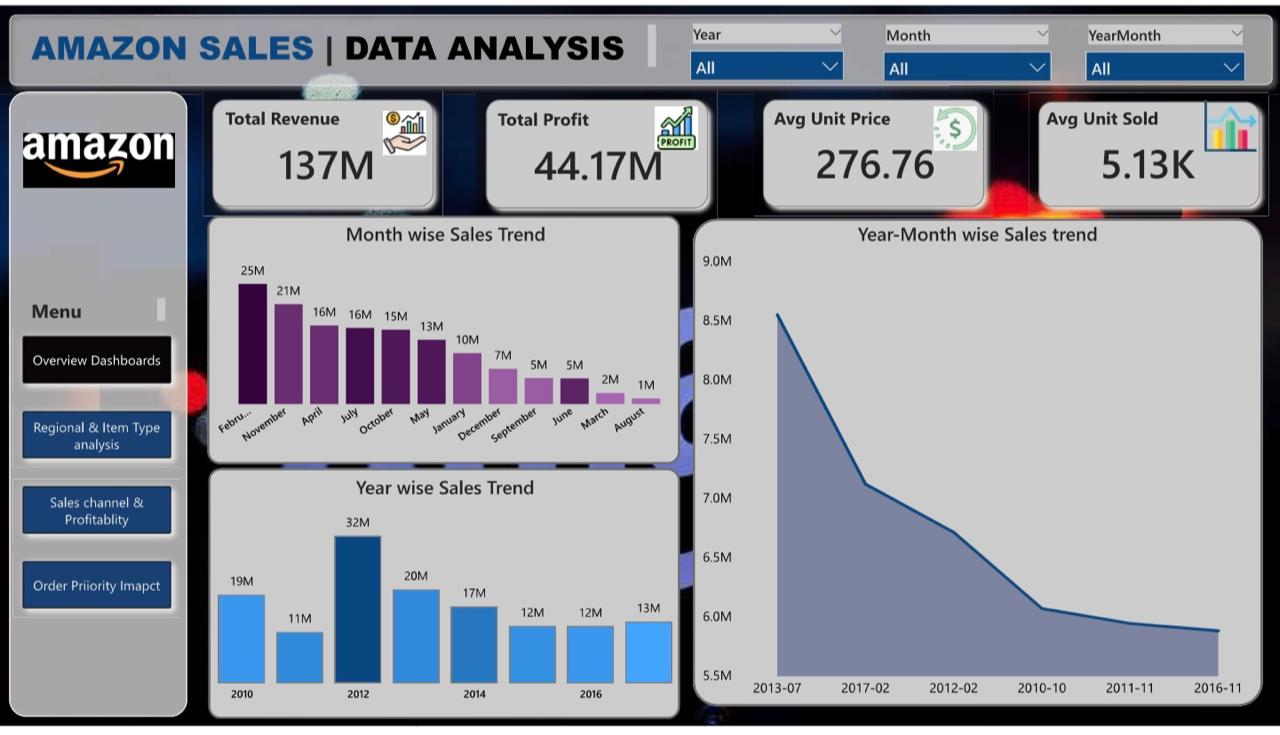 AMAZON SALES | DATA ANALYSIS
Year
All
Month
All
YearMonth
All
amazon
Menu
Overview Dashboards
Regional & Item Type
analysis
Sales channel &
Profitablity
Order Priiority Imapct
Total Revenue
137M
Total Profit
44.17M
PROFIT
Avg Unit Price
276.76
$
Avg Unit Sold
5.13K
Month wise Sales Trend
25M
21M
16M
16M
15M
13M
10M
7M
5M
5M
2M
1M
Febru...
November
April
July
October
May
January
December
September
June
March
August
Year wise Sales Trend
19M
11M
32M
20M
17M
12M
12M
13M
2010
2012
2014
2016
Year-Month wise Sales trend
9.0M
8.5M
8.0M
7.5M
7.0M
6.5M
6.0M
5.5M
2013-07
2017-02
2012-02
2010-10
2011-11
2016-11